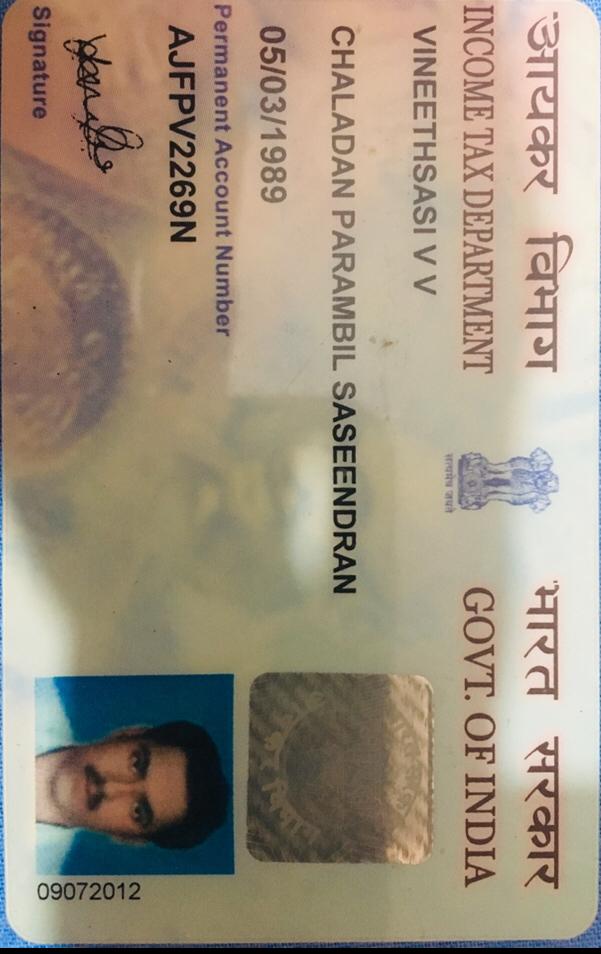 आयकर विभाग
INCOME TAX DEPARTMENT
सत्यमेव जयते
भारत सरकार
GOVT. OF INDIA
VINEETHSASI V V
CHALADAN PARAMBIL SASEENDRAN
05/03/1989
Permanent Account Number
AJFPV2269N
Signature
09072012